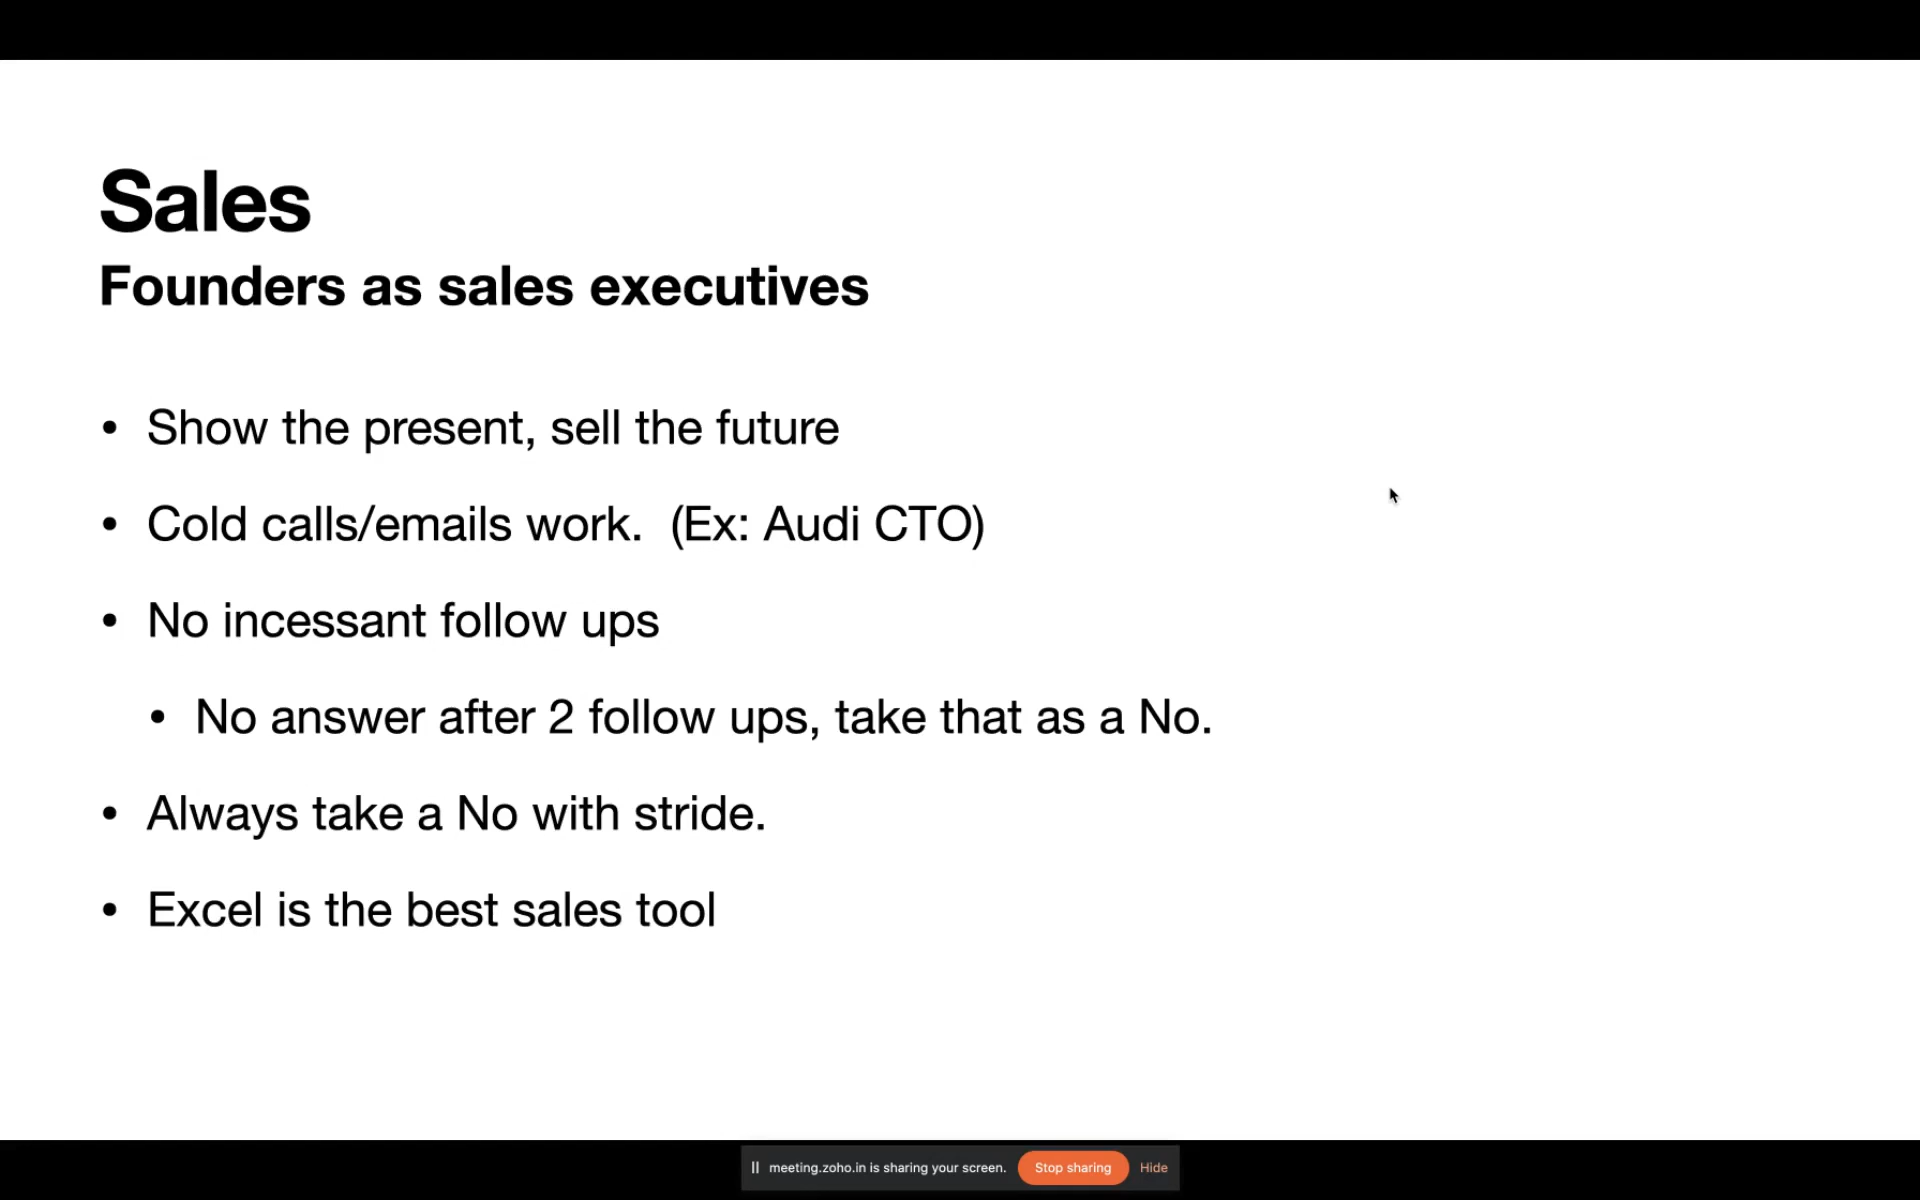 Sales
Founders as sales executives
• Show the present, sell the future
• Cold calls/emails work.  (Ex: Audi CTO)
• No incessant follow ups
• No answer after 2 follow ups, take that as a No.
• Always take a No with stride.
• Excel is the best sales tool
meeting.zoho.in is sharing your screen. Stop sharing Hide